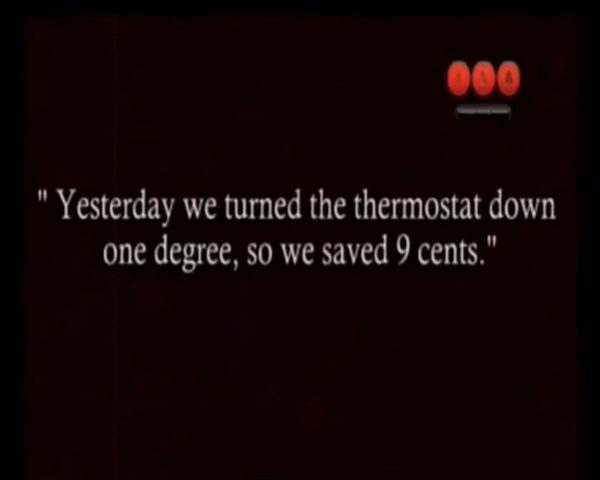 " Yesterday we turned the thermostat down
one degree, so we saved 9 cents."